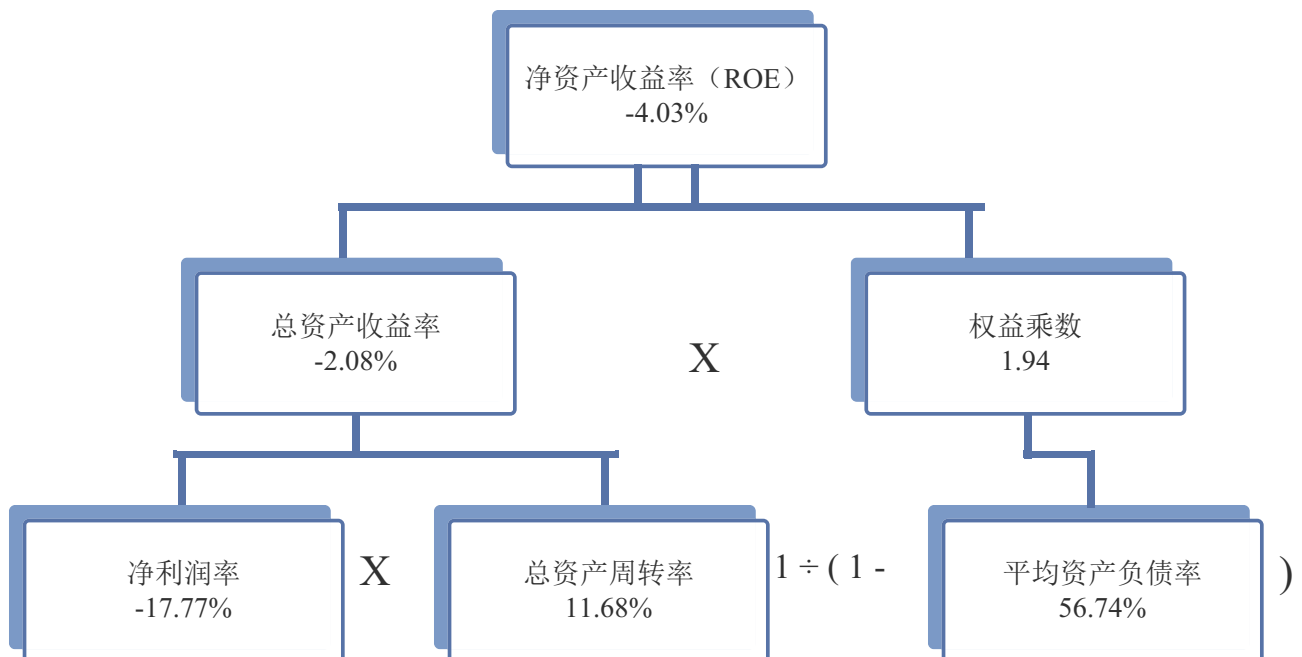 净资产收益率（ROE）
-4.03%
总资产收益率
-2.08%
X
权益乘数
1.94
净利润率
-17.77%
X
总资产周转率
11.68%
1 ÷ ( 1 -
平均资产负债率
56.74%
)